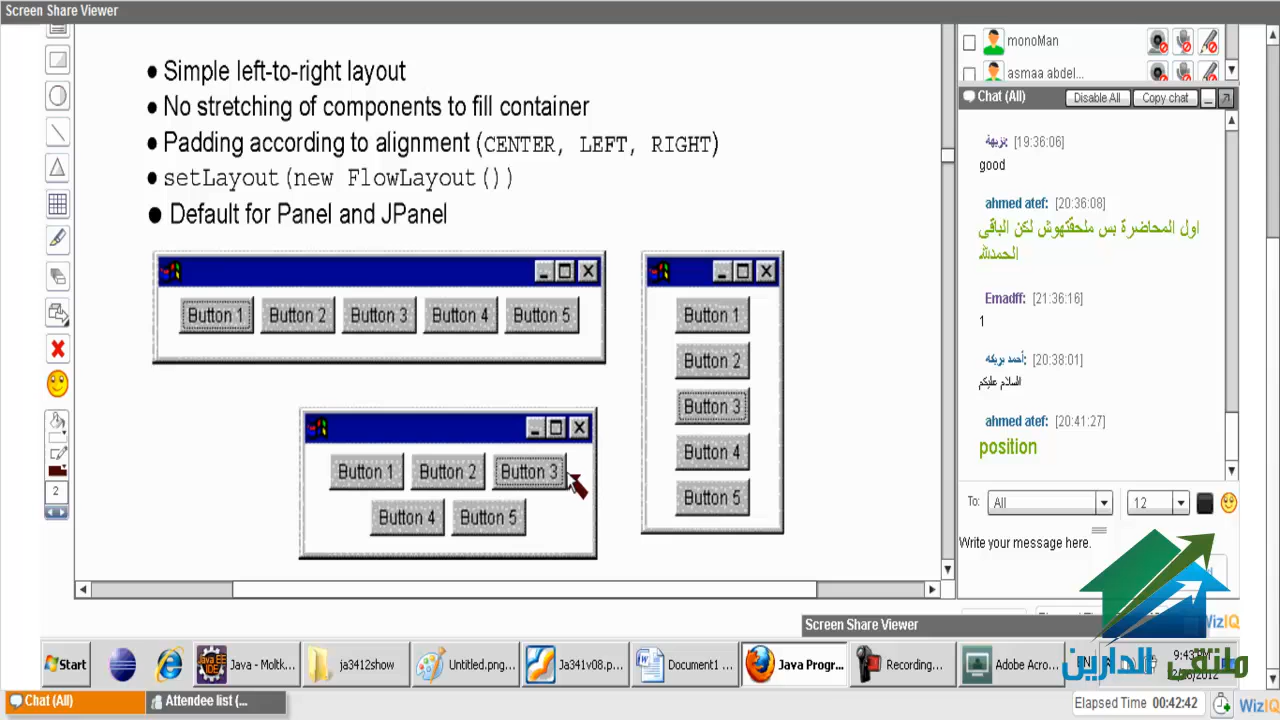 Screen Share Viewer
• Simple left-to-right layout
• No stretching of components to fill container
• Padding according to alignment (CENTER, LEFT, RIGHT)
• setLayout(new FlowLayout())
• Default for Panel and JPanel
Button 1 Button 2 Button 3 Button 4 Button 5
Button 1
Button 2
Button 3
Button 4
Button 5
Button 1 Button 2 Button 3
Button 4 Button 5
monoMan
asmaa abdel...
Chat (All) Disable All Copy chat
نزيهة: [19:36:06]
good
ahmed atef: [20:36:08]
اول المحاضرة بس ملحقتهوش لكن الباقي
الحمدلله
Emadff: [21:36:16]
1
أحمد بريكه: [20:38:01]
السلام عليكم
ahmed atef: [20:41:27]
position
To: All 12
Write your message here.
2
WizIQ
Screen Share Viewer
Start Java - Moltk... ja3412show Untitled.png... Ja341v08.p... Document1 ... Java Progr... Recording... Adobe Acro...
ملتقى الدارين
Chat (All) Attendee list (...
Elapsed Time 00:42:42 WizIQ